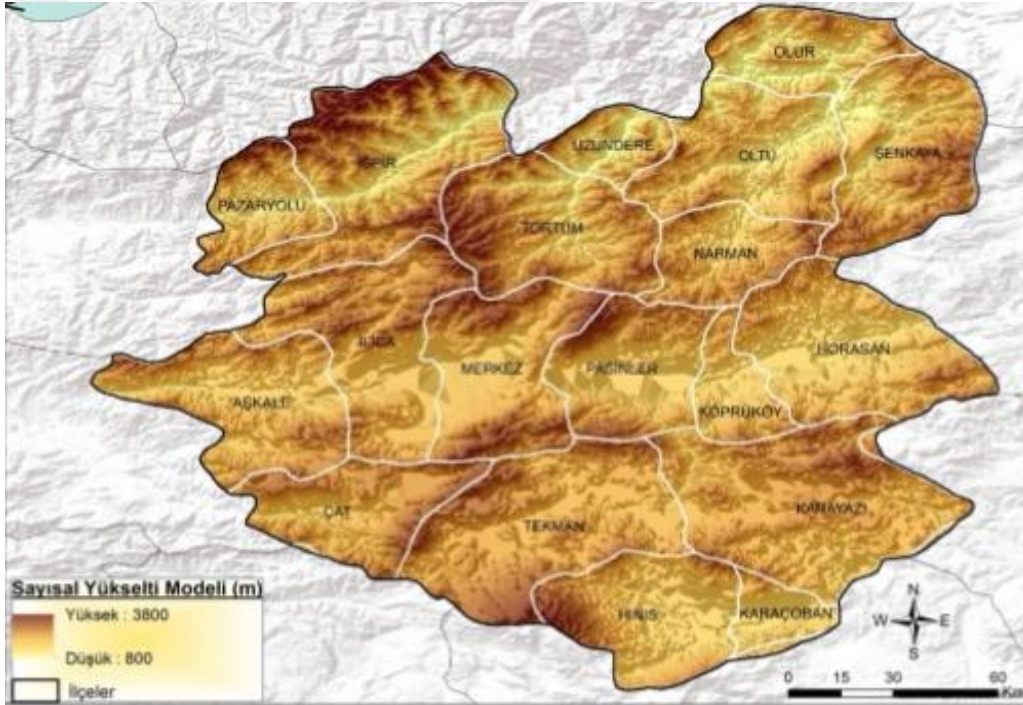 OLUR
UZUNDERE
OLTU
ŞENKAYA
İSPİR
PAZARYOLU
TORTUM
NARMAN
ILICA
MERKEZ
PASİNLER
HORASAN
AŞKALE
KÖPRÜKÖY
ÇAT
TEKMAN
KARAYAZI
HINIS
KARAÇOBAN
Sayısal Yükselti Modeli (m)
Yüksek : 3800
Düşük : 800
İlçeler
N
W E
S
0 15 30 60
Km